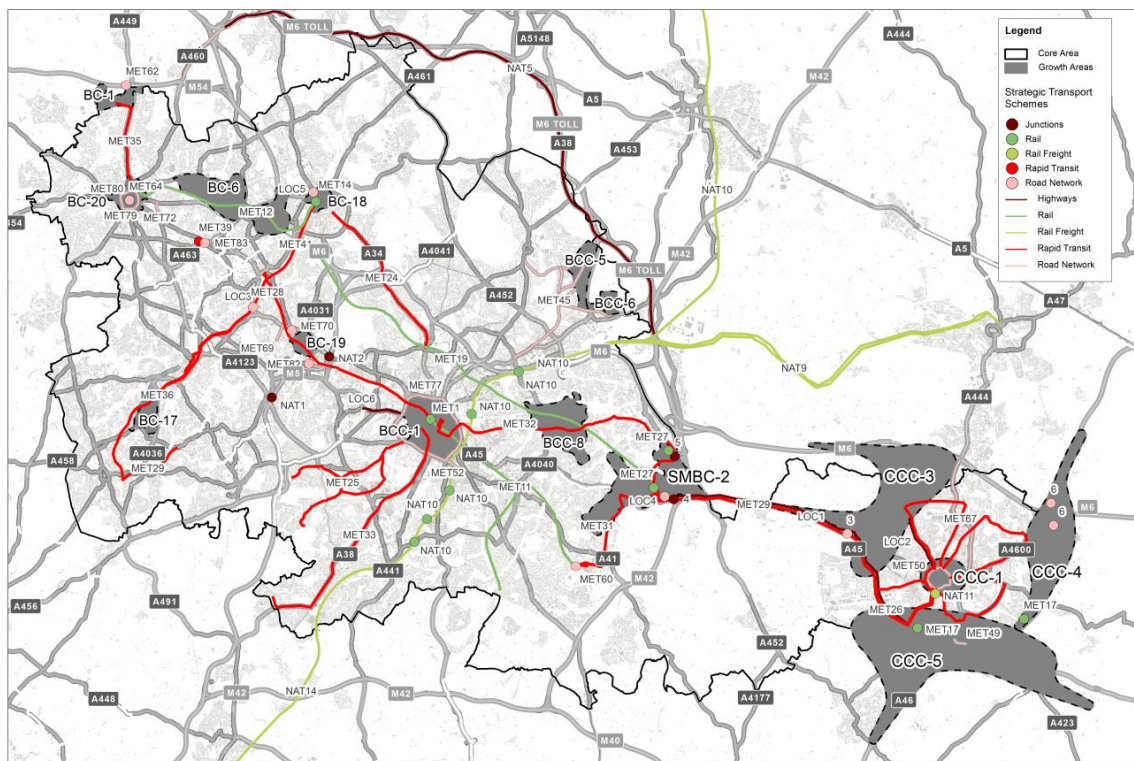 A449
M6 TOLL
A460
A5148
A444
MET62
M54
A461
NAT5
M42
BC-1
A5
MET35
M6 TOLL
A38
A453
NAT10
MET80
MET64
BC-6
LOC5
MET14
BC-20
BC-18
MET12
MET79
MET72
A454
MET39
MET41
MET83
A463
M6
A34
A4041
A5
MET24
BCC-5
M6 TOLL
M42
LOC3
MET28
A452
MET45
BCC-6
A47
A4031
MET70
BC-19
MET69
NAT2
MET19
M6
A4123
MET82
M5
NAT9
NAT10
NAT10
MET36
NAT1
LOC6
MET77
A444
MET1
NAT10
BC-17
BCC-1
MET32
A4036
A45
BCC-8
MET27
5
M6
A458
MET29
MET52
A4040
MET27
SMBC-2
CCC-3
MET25
MET11
NAT10
LOC4
4
MET29
6
NAT10
MET31
LOC1
3
MET67
6
M6
MET33
LOC2
A38
NAT10
A41
A45
A4600
A441
MET60
MET50
CCC-1
CCC-4
M42
NAT11
A456
A491
MET26
MET17
MET17
MET49
A452
CCC-5
M42
NAT14
M42
A448
A4177
A46
A423
M40
Legend
Core Area
Growth Areas
Strategic Transport
Schemes
Junctions
Rail
Rail Freight
Rapid Transit
Road Network
Highways
Rail
Rail Freight
Rapid Transit
Road Network